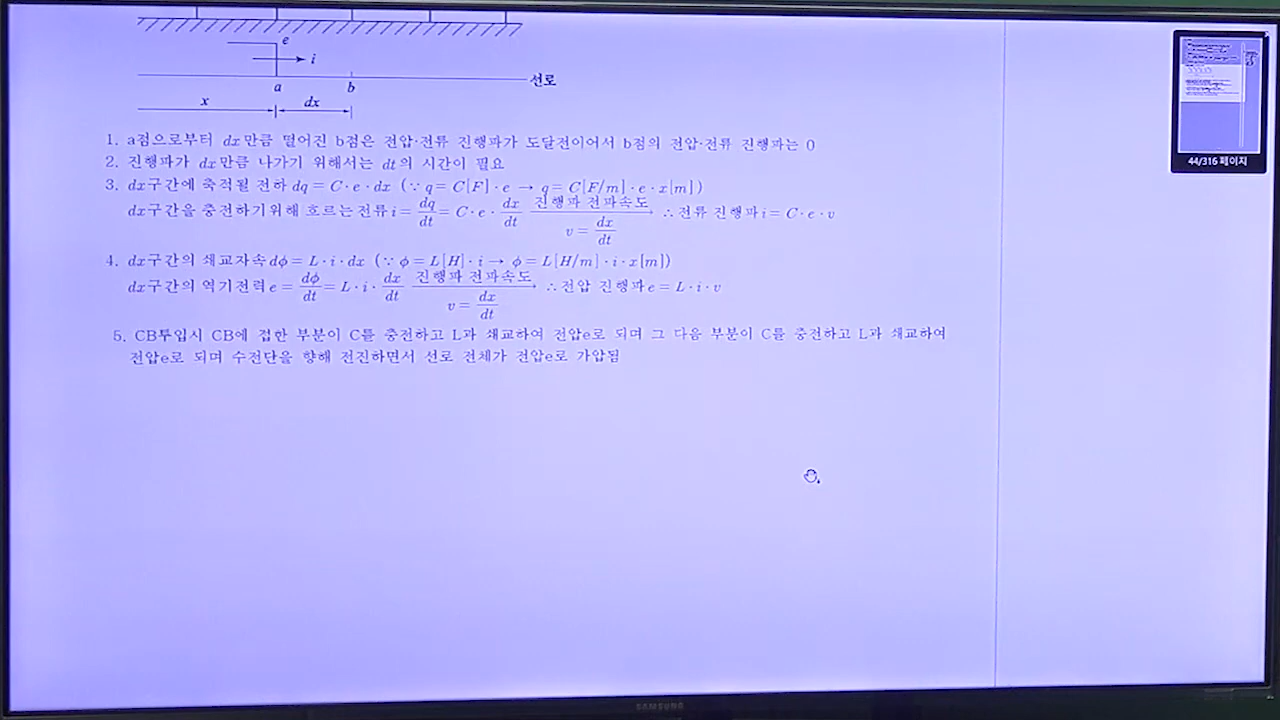 e
i
a b 선로
x dx
1. a점으로부터 dx만큼 떨어진 b점은 전압·전류 진행파가 도달전이어서 b점의 전압·전류 진행파는 0
2. 진행파가 dx만큼 나가기 위해서는 dt의 시간이 필요
3. dx구간에 축적될 전하 dq = C·e·dx (∵ q = C[F]·e → q = C[F/m]·e·x[m])
dx구간을 충전하기위해 흐르는 전류 i = dq/dt = C·e·dx/dt 진행파 전파속도 v = dx/dt → ∴ 전류 진행파 i = C·e·v
4. dx구간의 쇄교자속 dϕ = L·i·dx (∵ ϕ = L[H]·i → ϕ = L[H/m]·i·x[m])
dx구간의 역기전력 e = dϕ/dt = L·i·dx/dt 진행파 전파속도 v = dx/dt → ∴ 전압 진행파 e = L·i·v
5. CB투입시 CB에 접한 부분이 C를 충전하고 L과 쇄교하여 전압e로 되며 그 다음 부분이 C를 충전하고 L과 쇄교하여
전압e로 되며 수전단을 향해 전진하면서 선로 전체가 전압e로 가압됨
44/316 페이지
SAMSUNG